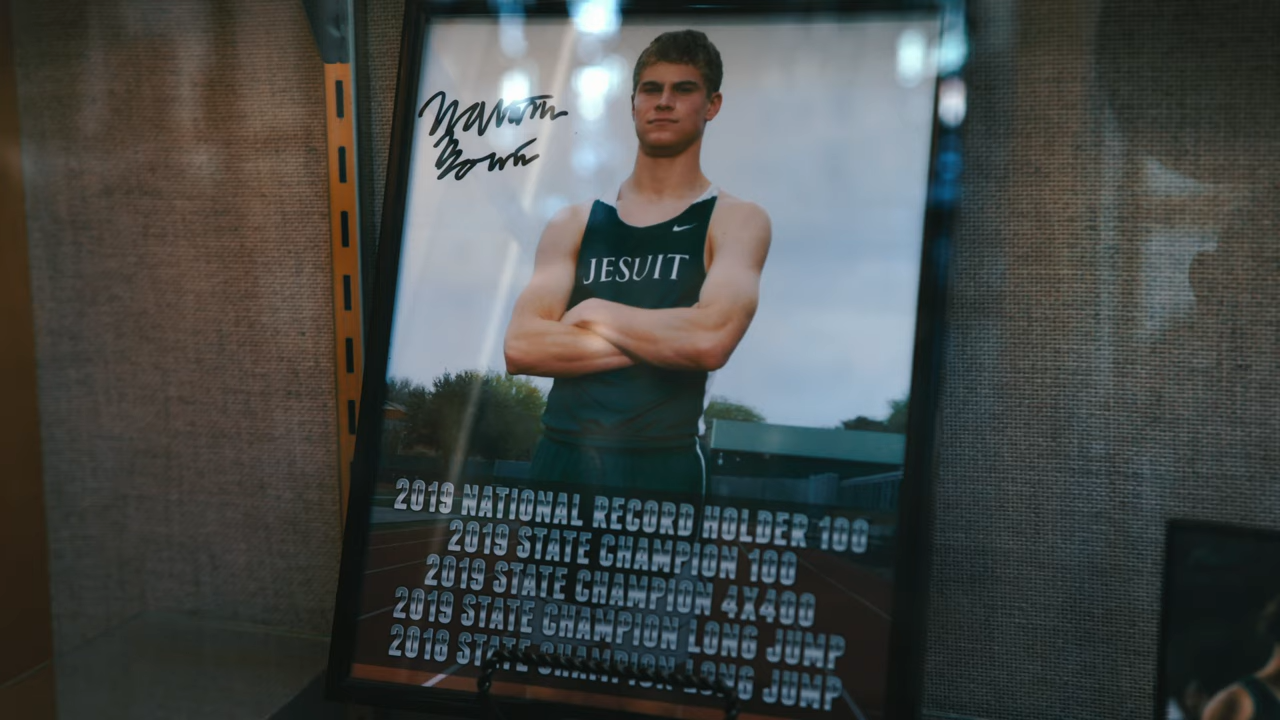 JESUIT
2019 NATIONAL RECORD HOLDER 100
2019 STATE CHAMPION 100
2019 STATE CHAMPION 4X400
2019 STATE CHAMPION LONG JUMP
2018 STATE CHAMPION LONG JUMP